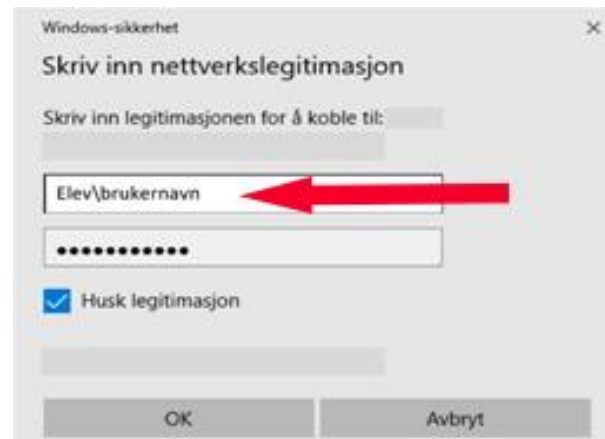 Windows-sikkerhet
Skriv inn nettverkslegitimasjon
Skriv inn legitimasjonen for å koble til:
Elev\brukernavn
●●●●●●●●●●●
Husk legitimasjon
OK
Avbryt